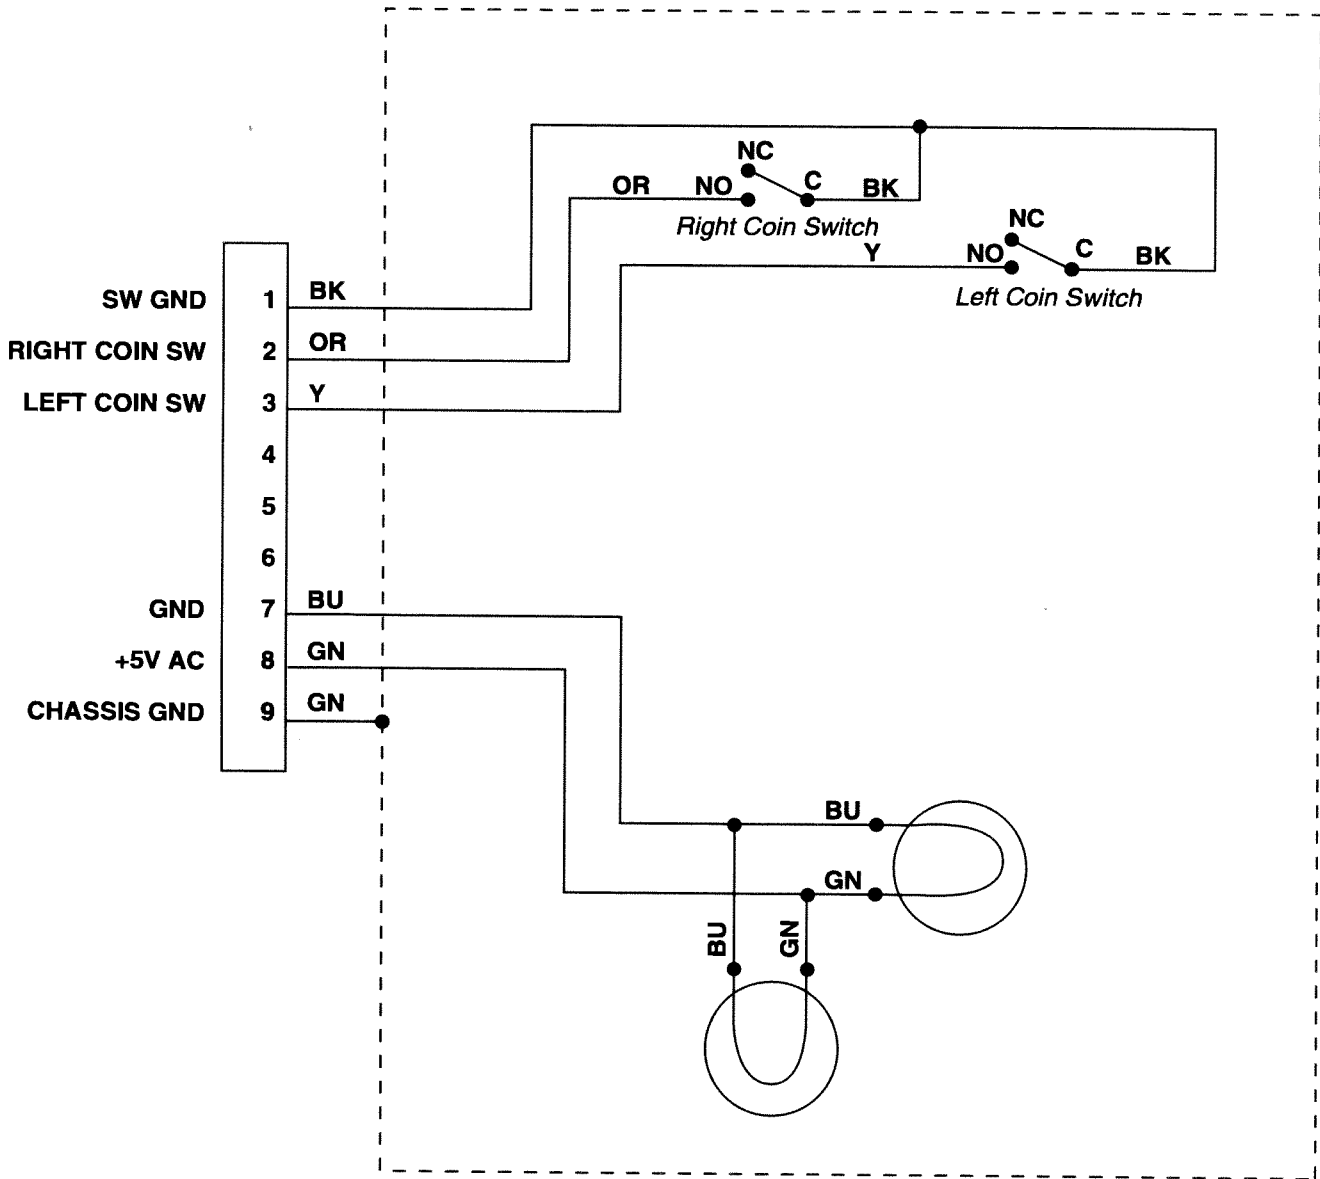 NC
OR NO C BK
Right Coin Switch
NC
Y NO C BK
Left Coin Switch
SW GND 1 BK
RIGHT COIN SW 2 OR
LEFT COIN SW 3 Y
4
5
6
GND 7 BU
+5V AC 8 GN
CHASSIS GND 9 GN
BU
GN
BU GN